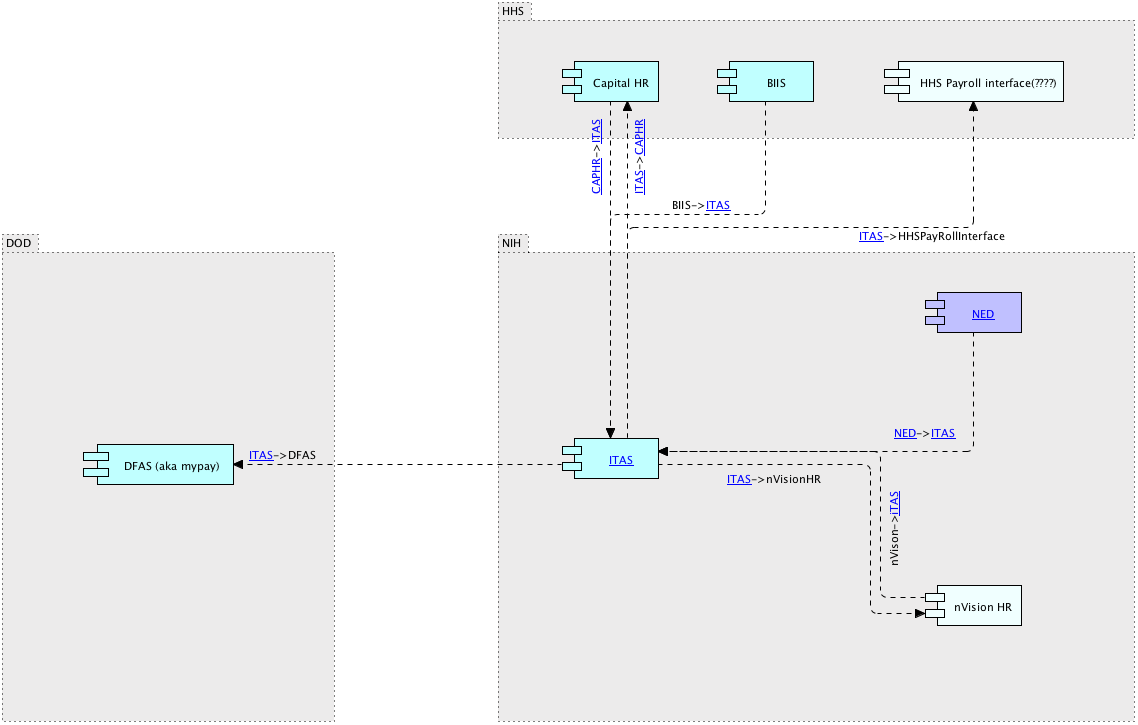 HHS
Capital HR
BIIS
HHS Payroll interface(????)
CAPHR->ITAS
ITAS->CAPHR
BIIS->ITAS
ITAS->HHSPayRollInterface
DOD
NIH
NED
NED->ITAS
DFAS (aka mypay)
ITAS->DFAS
ITAS
ITAS->nVisionHR
nVison->iTAS
nVision HR